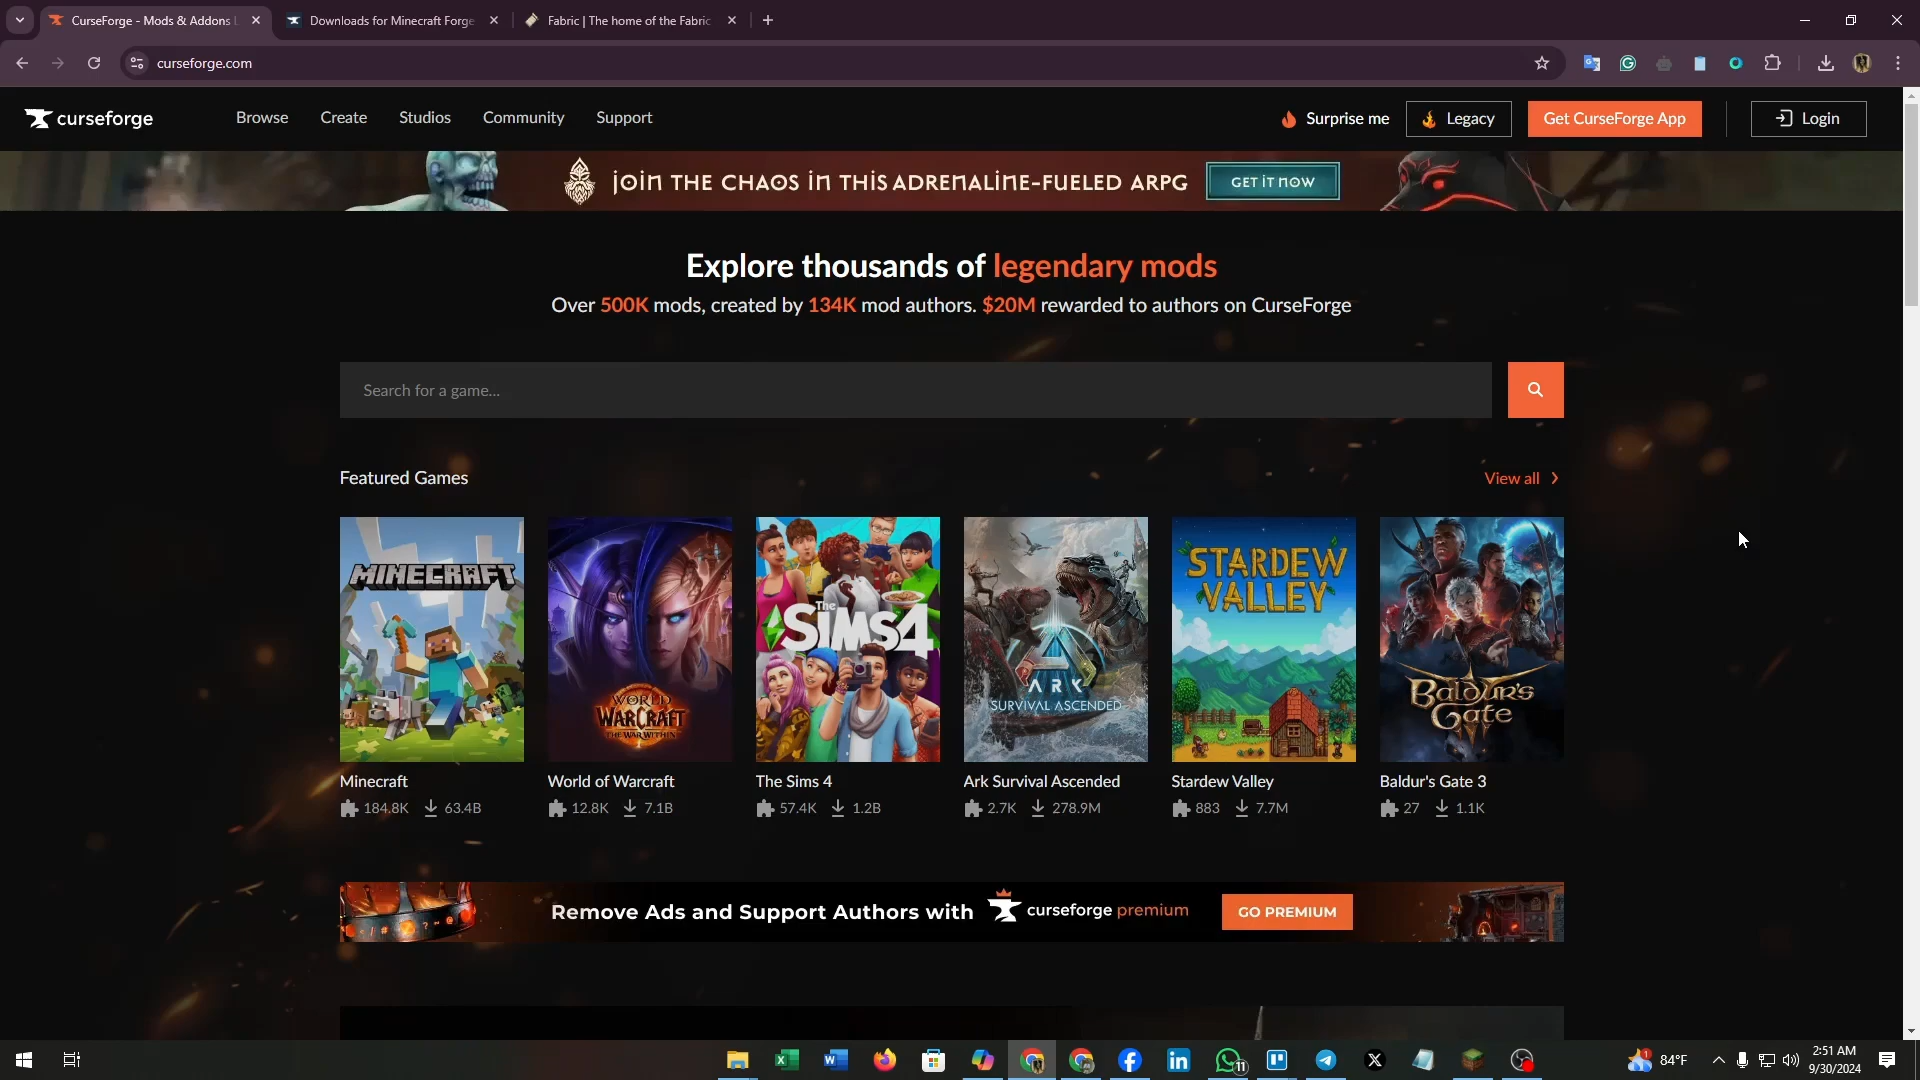 CurseForge - Mods & Addons L
Downloads for Minecraft Forge
Fabric | The home of the Fabric
curseforge.com
curseforge
Browse
Create
Studios
Community
Support
Surprise me
Legacy
Get CurseForge App
Login
JOIN THE CHAOS IN THIS ADRENALINE-FUELED ARPG
GET IT NOW
Explore thousands of legendary mods
Over 500K mods, created by 134K mod authors. $20M rewarded to authors on CurseForge
Search for a game...
Featured Games
View all
MINECRAFT
WORLD OF WARCRAFT
THE WAR WITHIN
The SIMS 4
ARK
SURVIVAL ASCENDED
STARDEW
VALLEY
BALDUR'S
GATE
Minecraft
184.8K 63.4B
World of Warcraft
12.8K 7.1B
The Sims 4
57.4K 1.2B
Ark Survival Ascended
2.7K 278.9M
Stardew Valley
883 7.7M
Baldur's Gate 3
27 1.1K
Remove Ads and Support Authors with curseforge premium
GO PREMIUM
11
1
84°F
2:51 AM
9/30/2024